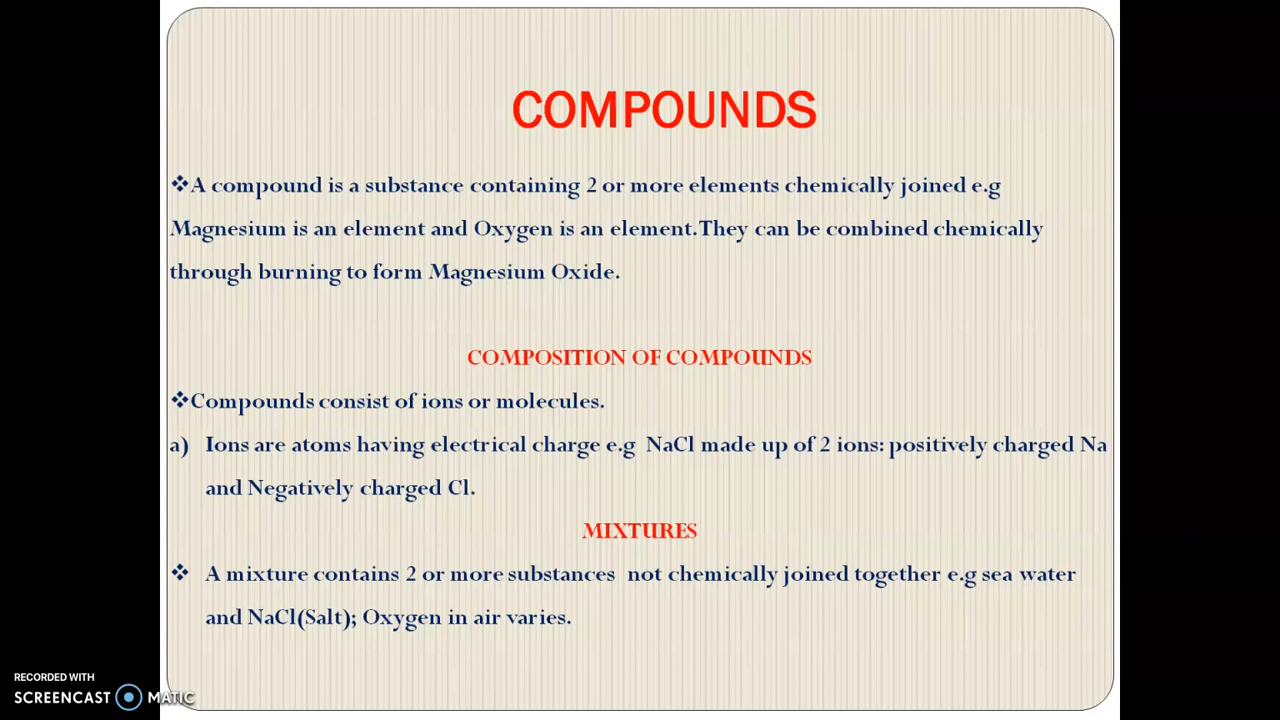 COMPOUNDS
❖A compound is a substance containing 2 or more elements chemically joined e.g
Magnesium is an element and Oxygen is an element.They can be combined chemically
through burning to form Magnesium Oxide.
COMPOSITION OF COMPOUNDS
❖Compounds consist of ions or molecules.
a) Ions are atoms having electrical charge e.g NaCl made up of 2 ions: positively charged Na
and Negatively charged Cl.
MIXTURES
❖ A mixture contains 2 or more substances not chemically joined together e.g sea water
and NaCl(Salt); Oxygen in air varies.
RECORDED WITH
SCREENCAST MATIC